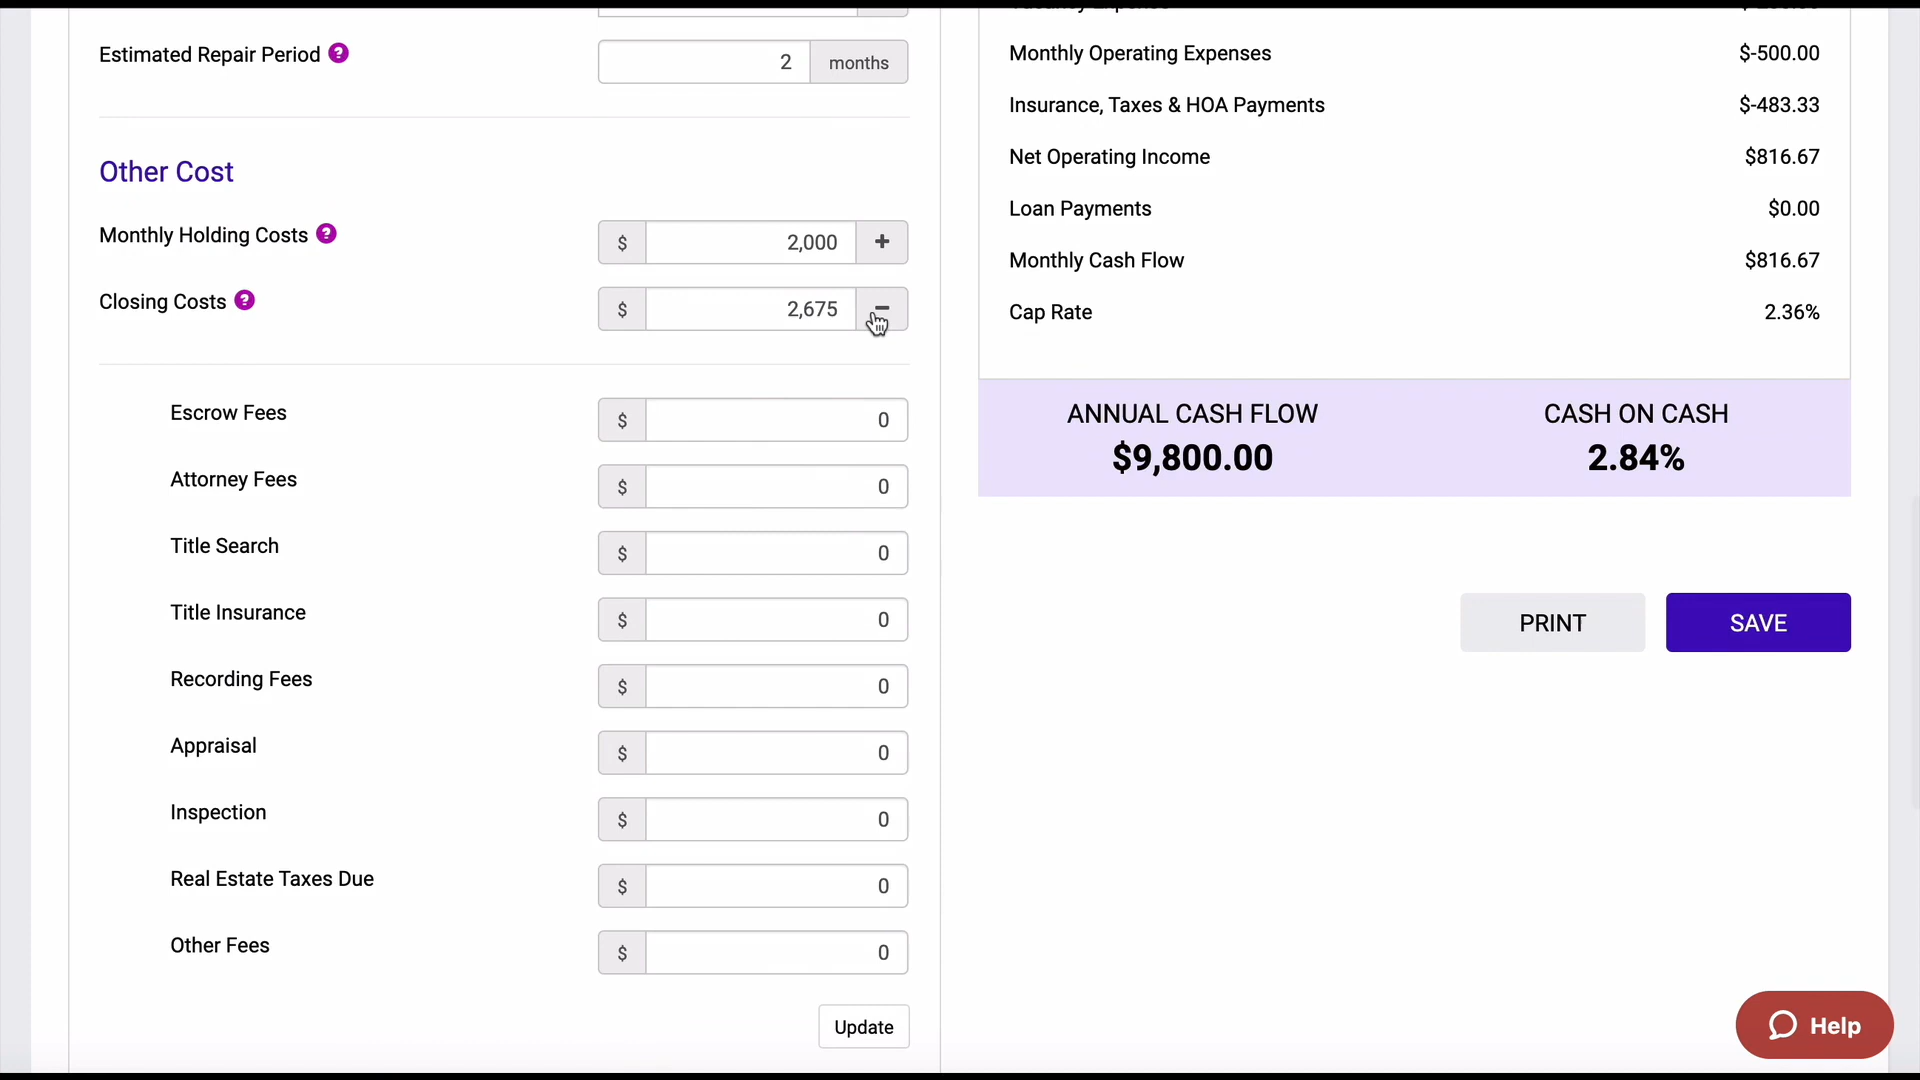 Estimated Repair Period ?
2 months
Other Cost
Monthly Holding Costs ?
$ 2,000 +
Closing Costs ?
$ 2,675 −
Escrow Fees
$ 0
Attorney Fees
$ 0
Title Search
$ 0
Title Insurance
$ 0
Recording Fees
$ 0
Appraisal
$ 0
Inspection
$ 0
Real Estate Taxes Due
$ 0
Other Fees
$ 0
Update
Monthly Operating Expenses $-500.00
Insurance, Taxes & HOA Payments $-483.33
Net Operating Income $816.67
Loan Payments $0.00
Monthly Cash Flow $816.67
Cap Rate 2.36%
ANNUAL CASH FLOW
$9,800.00
CASH ON CASH
2.84%
PRINT
SAVE
Help